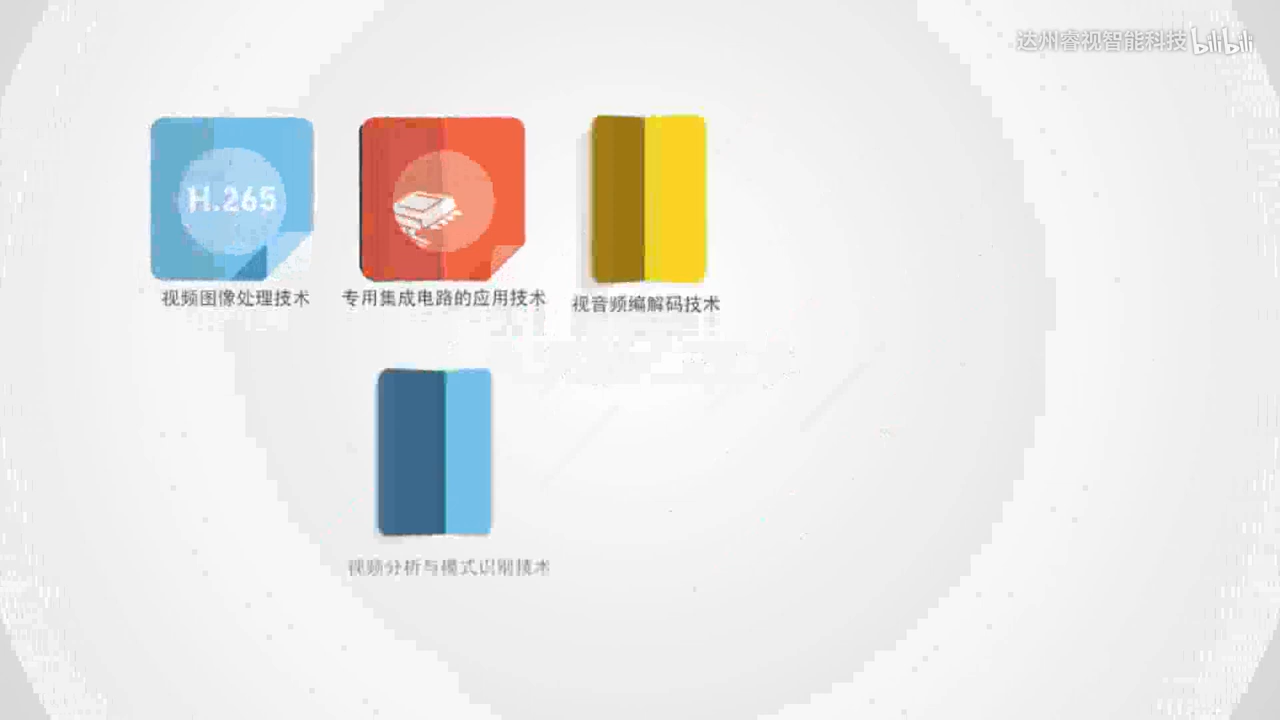 达州睿视智能科技 bilibili
H.265
视频图像处理技术
专用集成电路的应用技术
视音频编解码技术
视频分析与模式识别技术